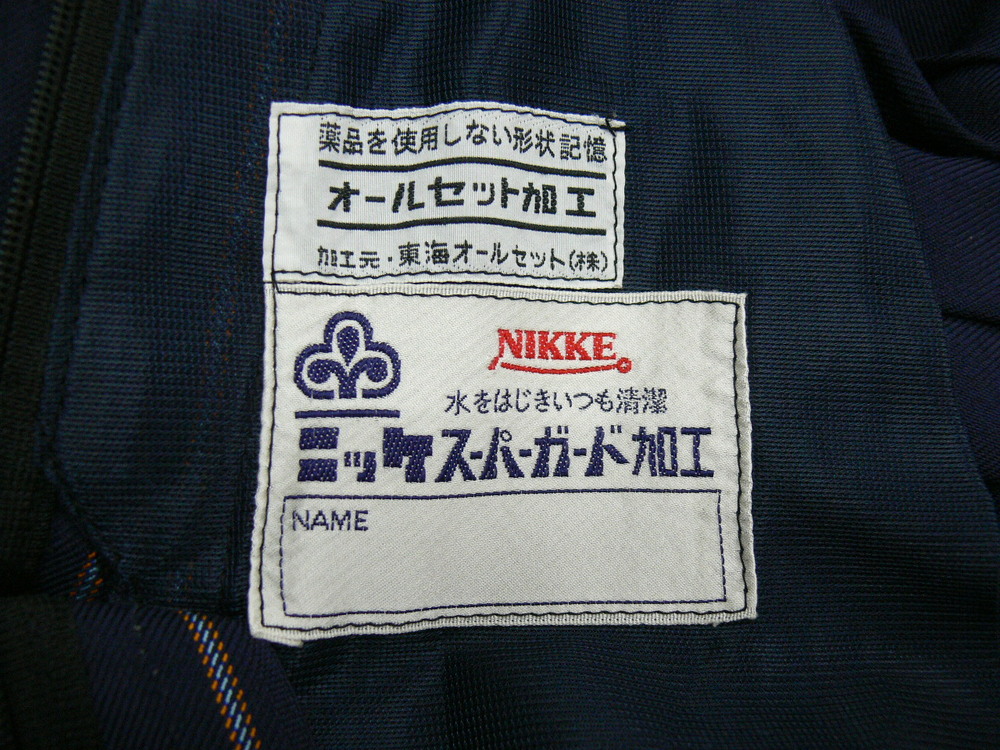 薬品を使用しない形状記憶
オールセット加工
加工元・東海オールセット(株)
NIKKE
水をはじきいつも清潔
ニッケスーパーガード加工
NAME